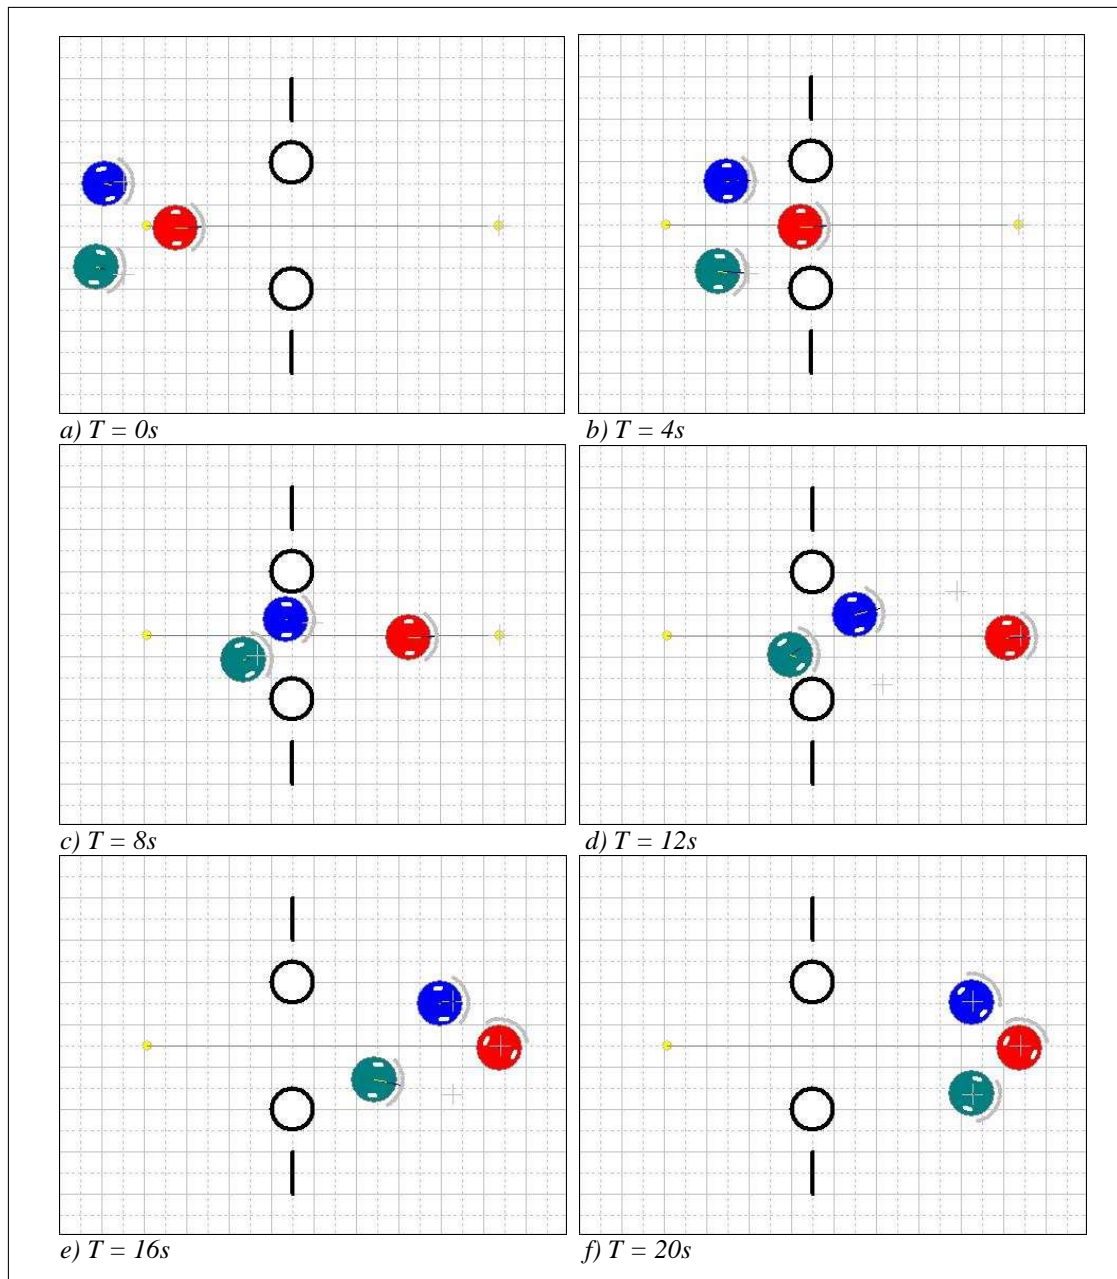 a) T = 0s
b) T = 4s
c) T = 8s
d) T = 12s
e) T = 16s
f) T = 20s